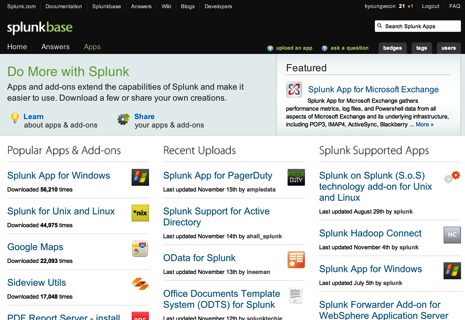 Splunk.com Documentation Splunkbase Answers Wiki Blogs Developers kyoungwoon 21 ●1 Logout FAQ
splunkbase
Search Splunk Apps
Home Answers Apps
upload an app ask a question badges tags users
Do More with Splunk
Apps and add-ons extend the capabilities of Splunk and make it
easier to use. Download a few or share your own creations.
Learn
about apps & add-ons
Share
your apps & add-ons
Featured
Splunk App for Microsoft Exchange
Splunk App for Microsoft Exchange gathers
performance metrics, log files, and Powershell data from all
aspects of Microsoft Exchange and its underlying infrastructure,
including POP3, IMAP4, ActiveSync, Blackberry ... More »
Popular Apps & Add-ons
Splunk App for Windows
Downloaded 56,210 times
Splunk for Unix and Linux
Downloaded 44,975 times
*nix
Google Maps
Downloaded 22,093 times
Sideview Utils
Downloaded 17,048 times
PDF Report Server - install
Recent Uploads
Splunk App for PagerDuty
Last updated November 15th by ampledata
DUTY
Splunk Support for Active
Directory
Last updated November 14th by ahall_splunk
OData for Splunk
Last updated November 13th by ineeman
Office Documents Template
System (ODTS) for Splunk
Last updated November 12th by splunktechie
Splunk Supported Apps
Splunk on Splunk (S.o.S)
technology add-on for Unix
and Linux
Last updated August 29th by splunk
Splunk Hadoop Connect
Last updated November 4th by splunk
HC
Splunk App for Windows
Last updated July 5th by splunk
Splunk Forwarder Add-on for
WebSphere Application Server